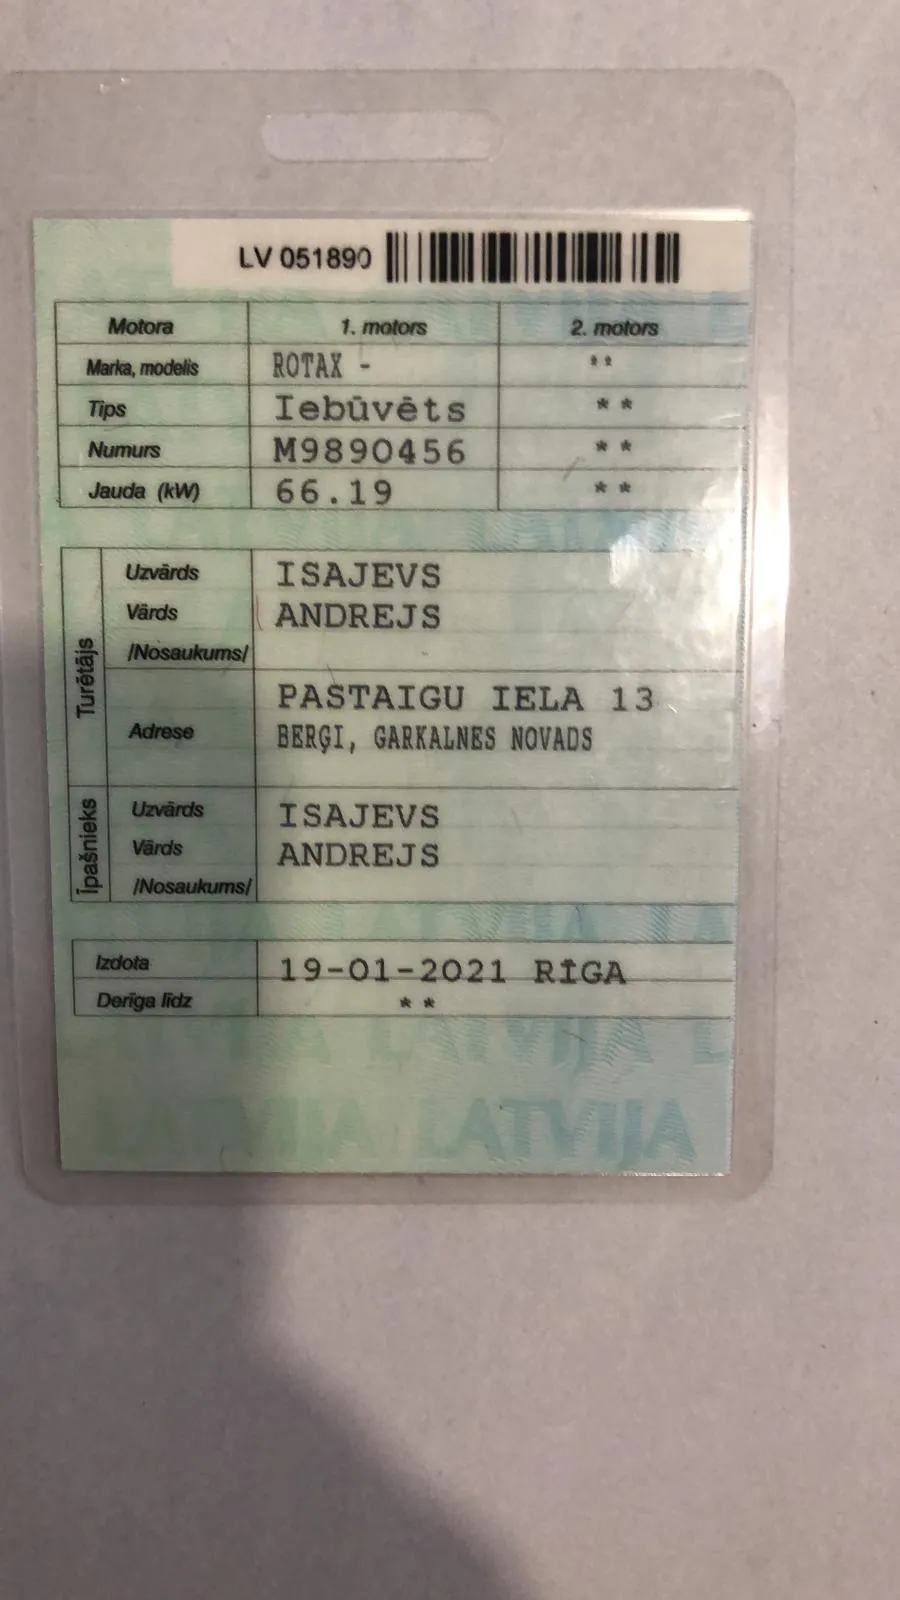 LV 051890
Motora 1. motors 2. motors
Marka, modelis ROTAX - **
Tips Iebūvēts **
Numurs M9890456 **
Jauda (kW) 66.19 **
Turētājs
Uzvārds ISAJEVS
Vārds ANDREJS
/Nosaukums/
Adrese PASTAIGU IELA 13
BERĢI, GARKALNES NOVADS
Īpašnieks
Uzvārds ISAJEVS
Vārds ANDREJS
/Nosaukums/
Izdota 19-01-2021 RĪGA
Derīga līdz **
LATVIJA LATVIJA